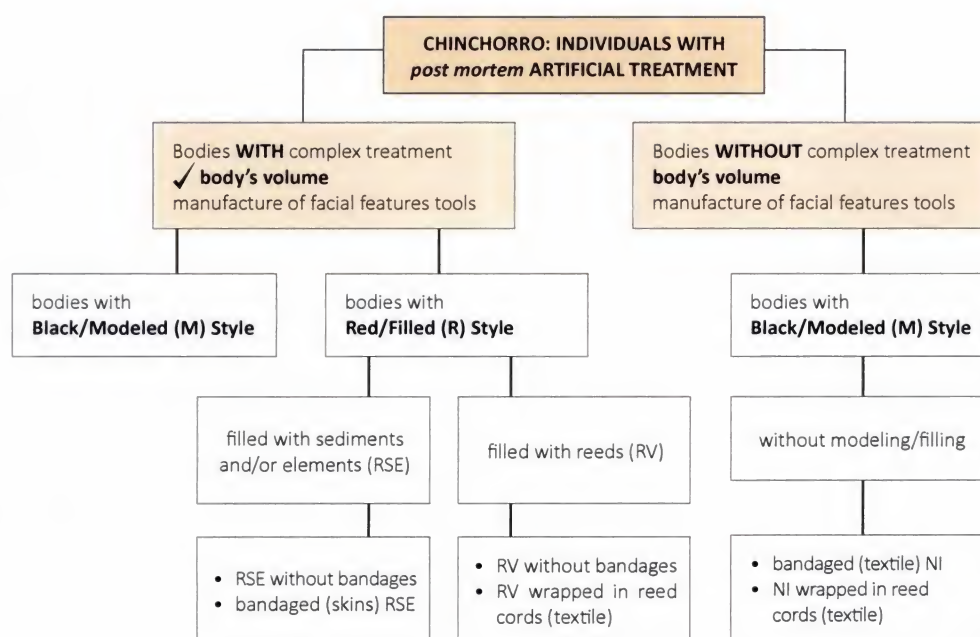 CHINCHORRO: INDIVIDUALS WITH
post mortem ARTIFICIAL TREATMENT
Bodies WITH complex treatment
✓ body's volume
manufacture of facial features tools
Bodies WITHOUT complex treatment
body's volume
manufacture of facial features tools
bodies with
Black/Modeled (M) Style
bodies with
Red/Filled (R) Style
bodies with
Black/Modeled (M) Style
filled with sediments
and/or elements (RSE)
filled with reeds (RV)
without modeling/filling
• RSE without bandages
• bandaged (skins) RSE
• RV without bandages
• RV wrapped in reed
cords (textile)
• bandaged (textile) NI
• NI wrapped in reed
cords (textile)